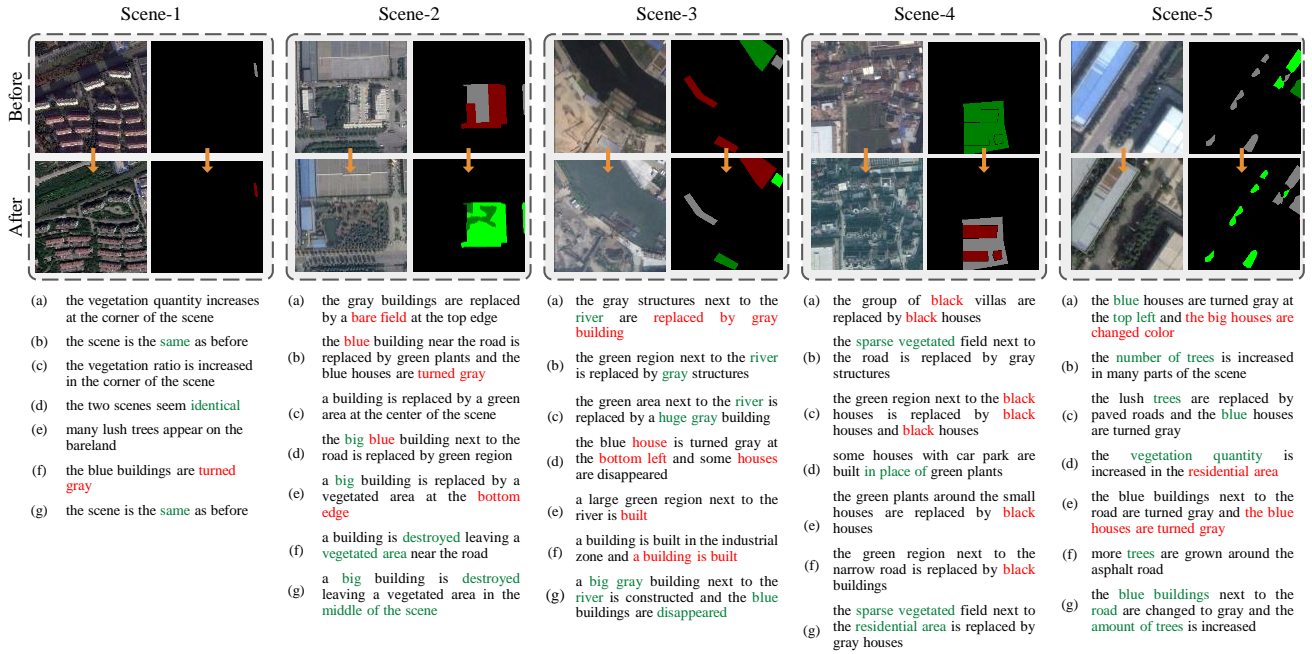 Scene-1
Scene-2
Scene-3
Scene-4
Scene-5
Before
After
(a) the vegetation quantity increases
at the corner of the scene
(b) the scene is the same as before
(c) the vegetation ratio is increased
in the corner of the scene
(d) the two scenes seem identical
(e) many lush trees appear on the
bareland
(f) the blue buildings are turned
gray
(g) the scene is the same as before
(a) the gray buildings are replaced
by a bare field at the top edge
(b) the blue building near the road is
replaced by green plants and the
blue houses are turned gray
(c) a building is replaced by a green
area at the center of the scene
(d) the big blue building next to the
road is replaced by green region
(e) a big building is replaced by a
vegetated area at the bottom
edge
(f) a building is destroyed leaving a
vegetated area near the road
(g) a big building is destroyed
leaving a vegetated area in the
middle of the scene
(a) the gray structures next to the
river are replaced by gray
building
(b) the green region next to the river
is replaced by gray structures
(c) the green area next to the river is
replaced by a huge gray building
(d) the blue house is turned gray at
the bottom left and some houses
are disappeared
(e) a large green region next to the
river is built
(f) a building is built in the industrial
zone and a building is built
(g) a big gray building next to the
river is constructed and the blue
buildings are disappeared
(a) the group of black villas are
replaced by black houses
(b) the sparse vegetated field next to
the road is replaced by gray
structures
(c) the green region next to the black
houses is replaced by black
houses and black houses
(d) some houses with car park are
built in place of green plants
(e) the green plants around the small
houses are replaced by black
houses
(f) the green region next to the
narrow road is replaced by black
buildings
(g) the sparse vegetated field next to
the residential area is replaced by
gray houses
(a) the blue houses are turned gray at
the top left and the big houses are
changed color
(b) the number of trees is increased
in many parts of the scene
(c) the lush trees are replaced by
paved roads and the blue houses
are turned gray
(d) the vegetation quantity is
increased in the residential area
(e) the blue buildings next to the
road are turned gray and the
blue houses are turned gray
(f) more trees are grown around the
asphalt road
(g) the blue buildings next to the
road are changed to gray and the
amount of trees is increased